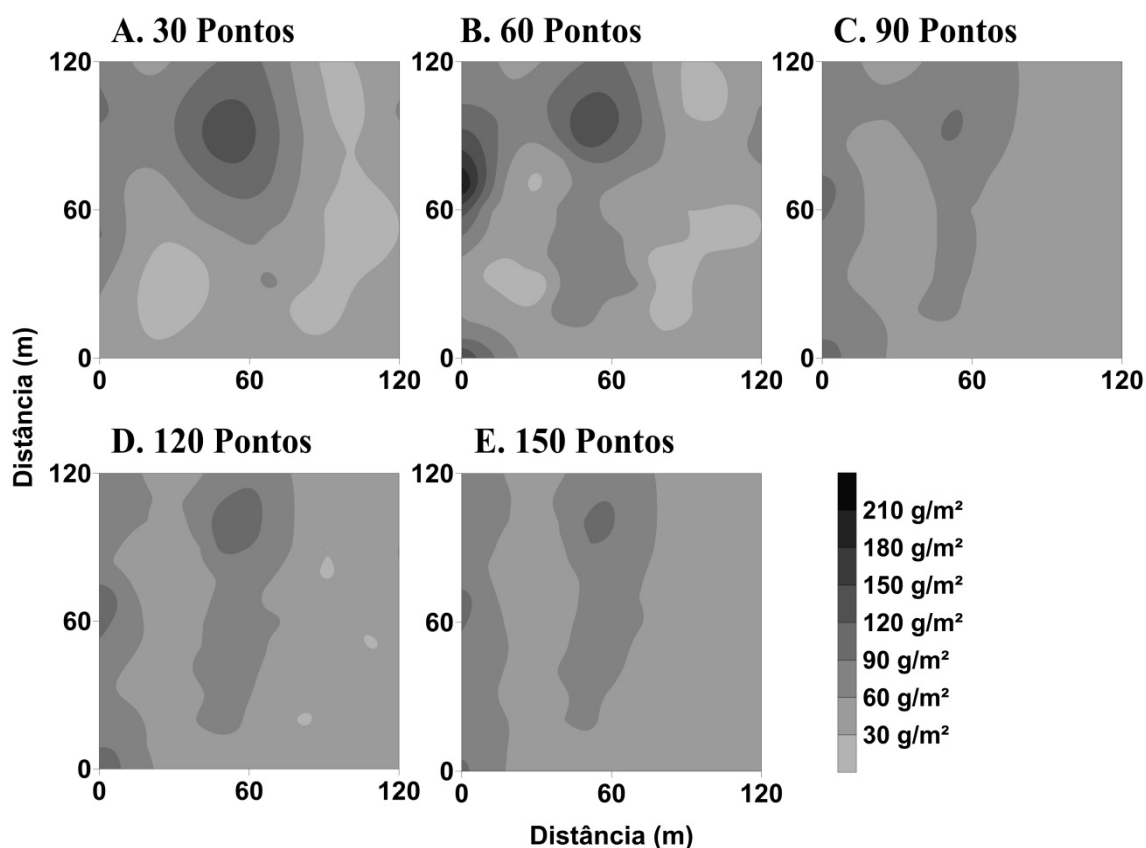 A. 30 Pontos
B. 60 Pontos
C. 90 Pontos
120
60
0
0
60
120
120
60
0
0
60
120
120
60
0
0
60
120
Distância (m)
D. 120 Pontos
E. 150 Pontos
120
60
0
0
60
120
120
60
0
0
60
120
210 g/m²
180 g/m²
150 g/m²
120 g/m²
90 g/m²
60 g/m²
30 g/m²
Distância (m)